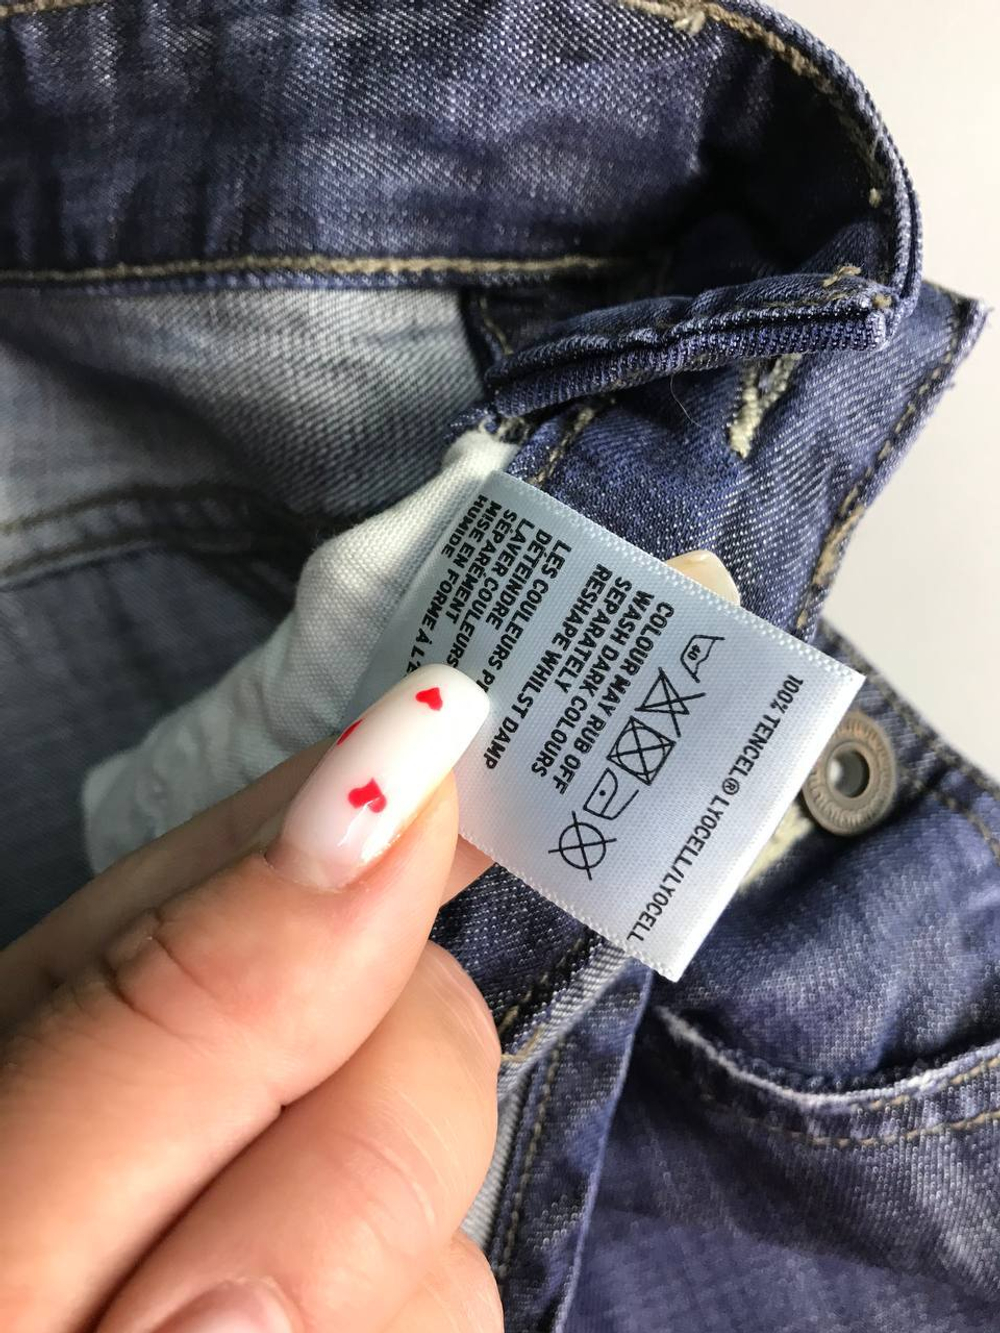 100% TENCEL® LYOCELL/LYOCELL
40
COLOUR MAY RUB OFF
WASH DARK COLOURS
SEPARATELY
RESHAPE WHILST DAMP
LES COULEURS
DÉTEINDRE
LAVER COULEURS
SÉPARÉMENT
MISE EN FORME À
HUMIDE